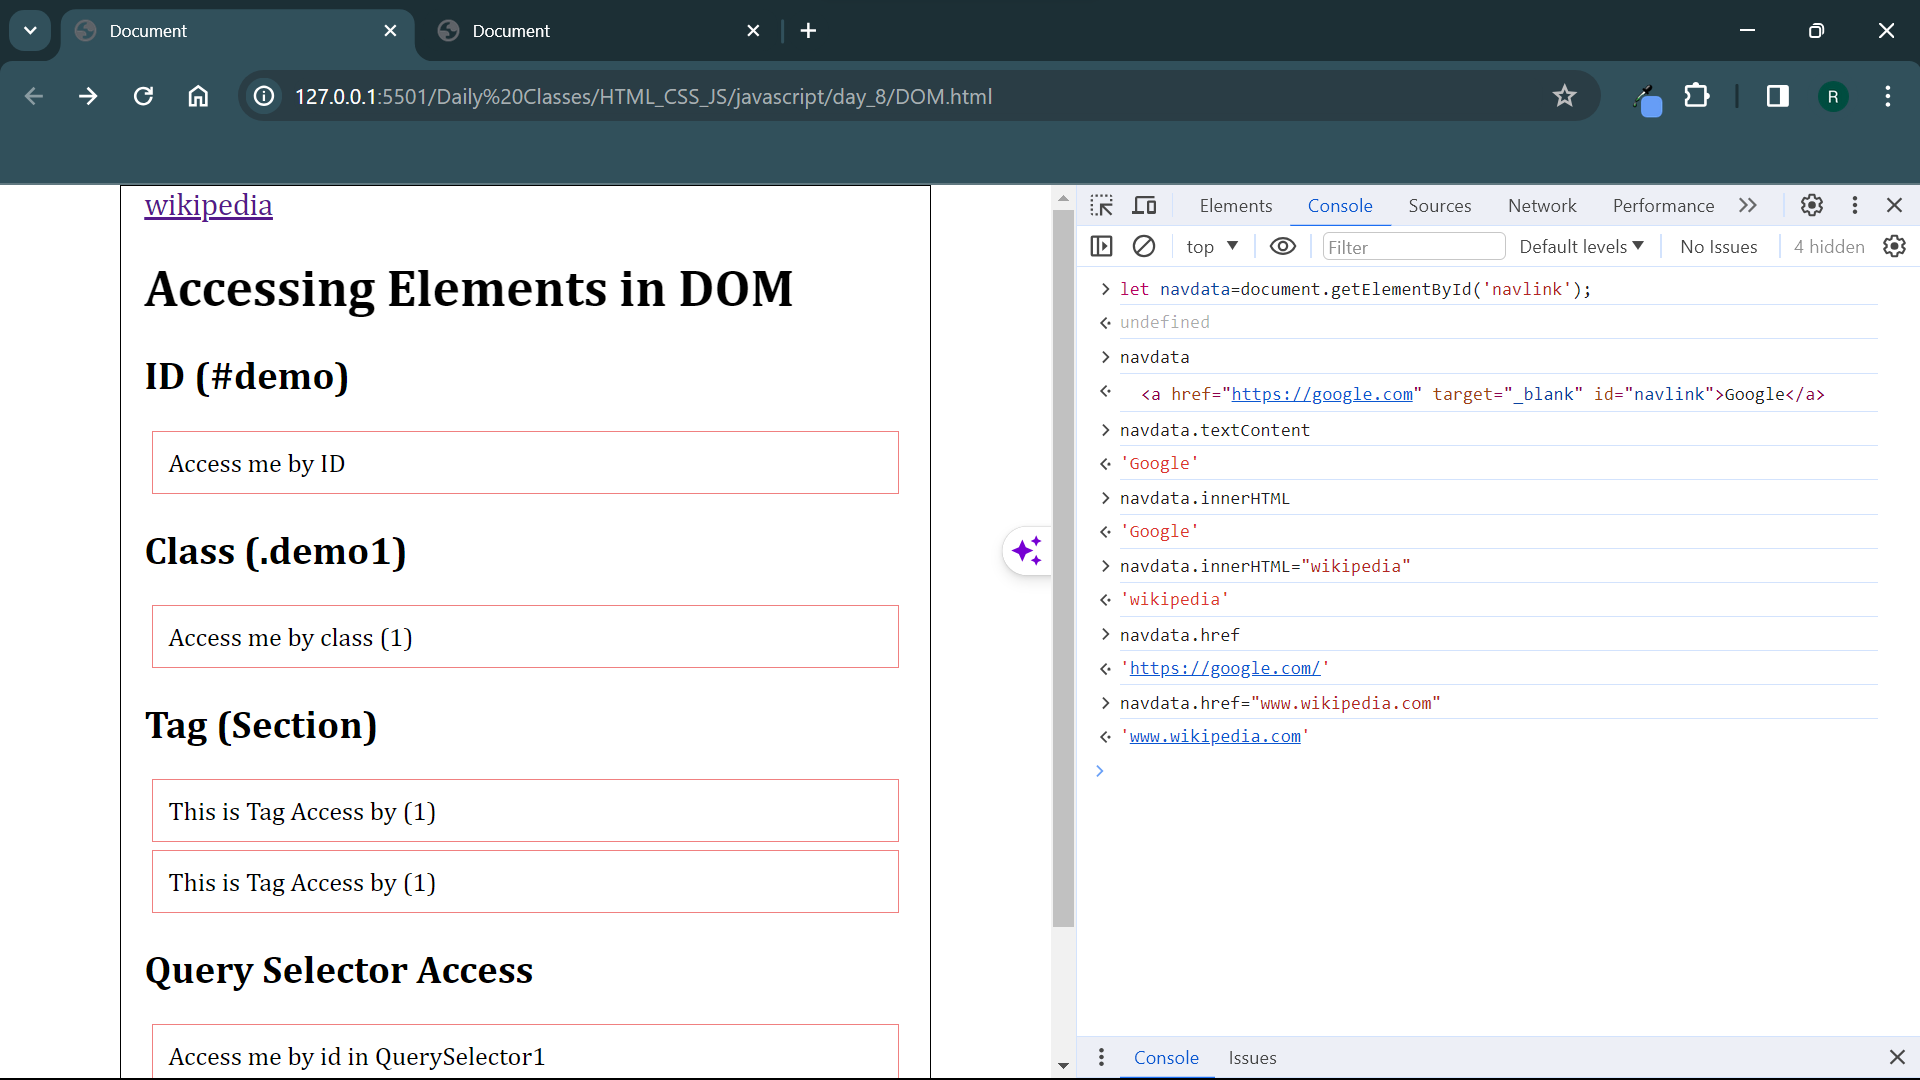 Document
Document
127.0.0.1:5501/Daily%20Classes/HTML_CSS_JS/javascript/day_8/DOM.html
R
wikipedia
Accessing Elements in DOM
ID (#demo)
Access me by ID
Class (.demo1)
Access me by class (1)
Tag (Section)
This is Tag Access by (1)
This is Tag Access by (1)
Query Selector Access
Access me by id in QuerySelector1
Elements Console Sources Network Performance
top Filter Default levels No Issues 4 hidden
let navdata=document.getElementById('navlink');
undefined
navdata
<a href="https://google.com" target="_blank" id="navlink">Google</a>
navdata.textContent
'Google'
navdata.innerHTML
'Google'
navdata.innerHTML="wikipedia"
'wikipedia'
navdata.href
'https://google.com/'
navdata.href="www.wikipedia.com"
'www.wikipedia.com'
Console Issues